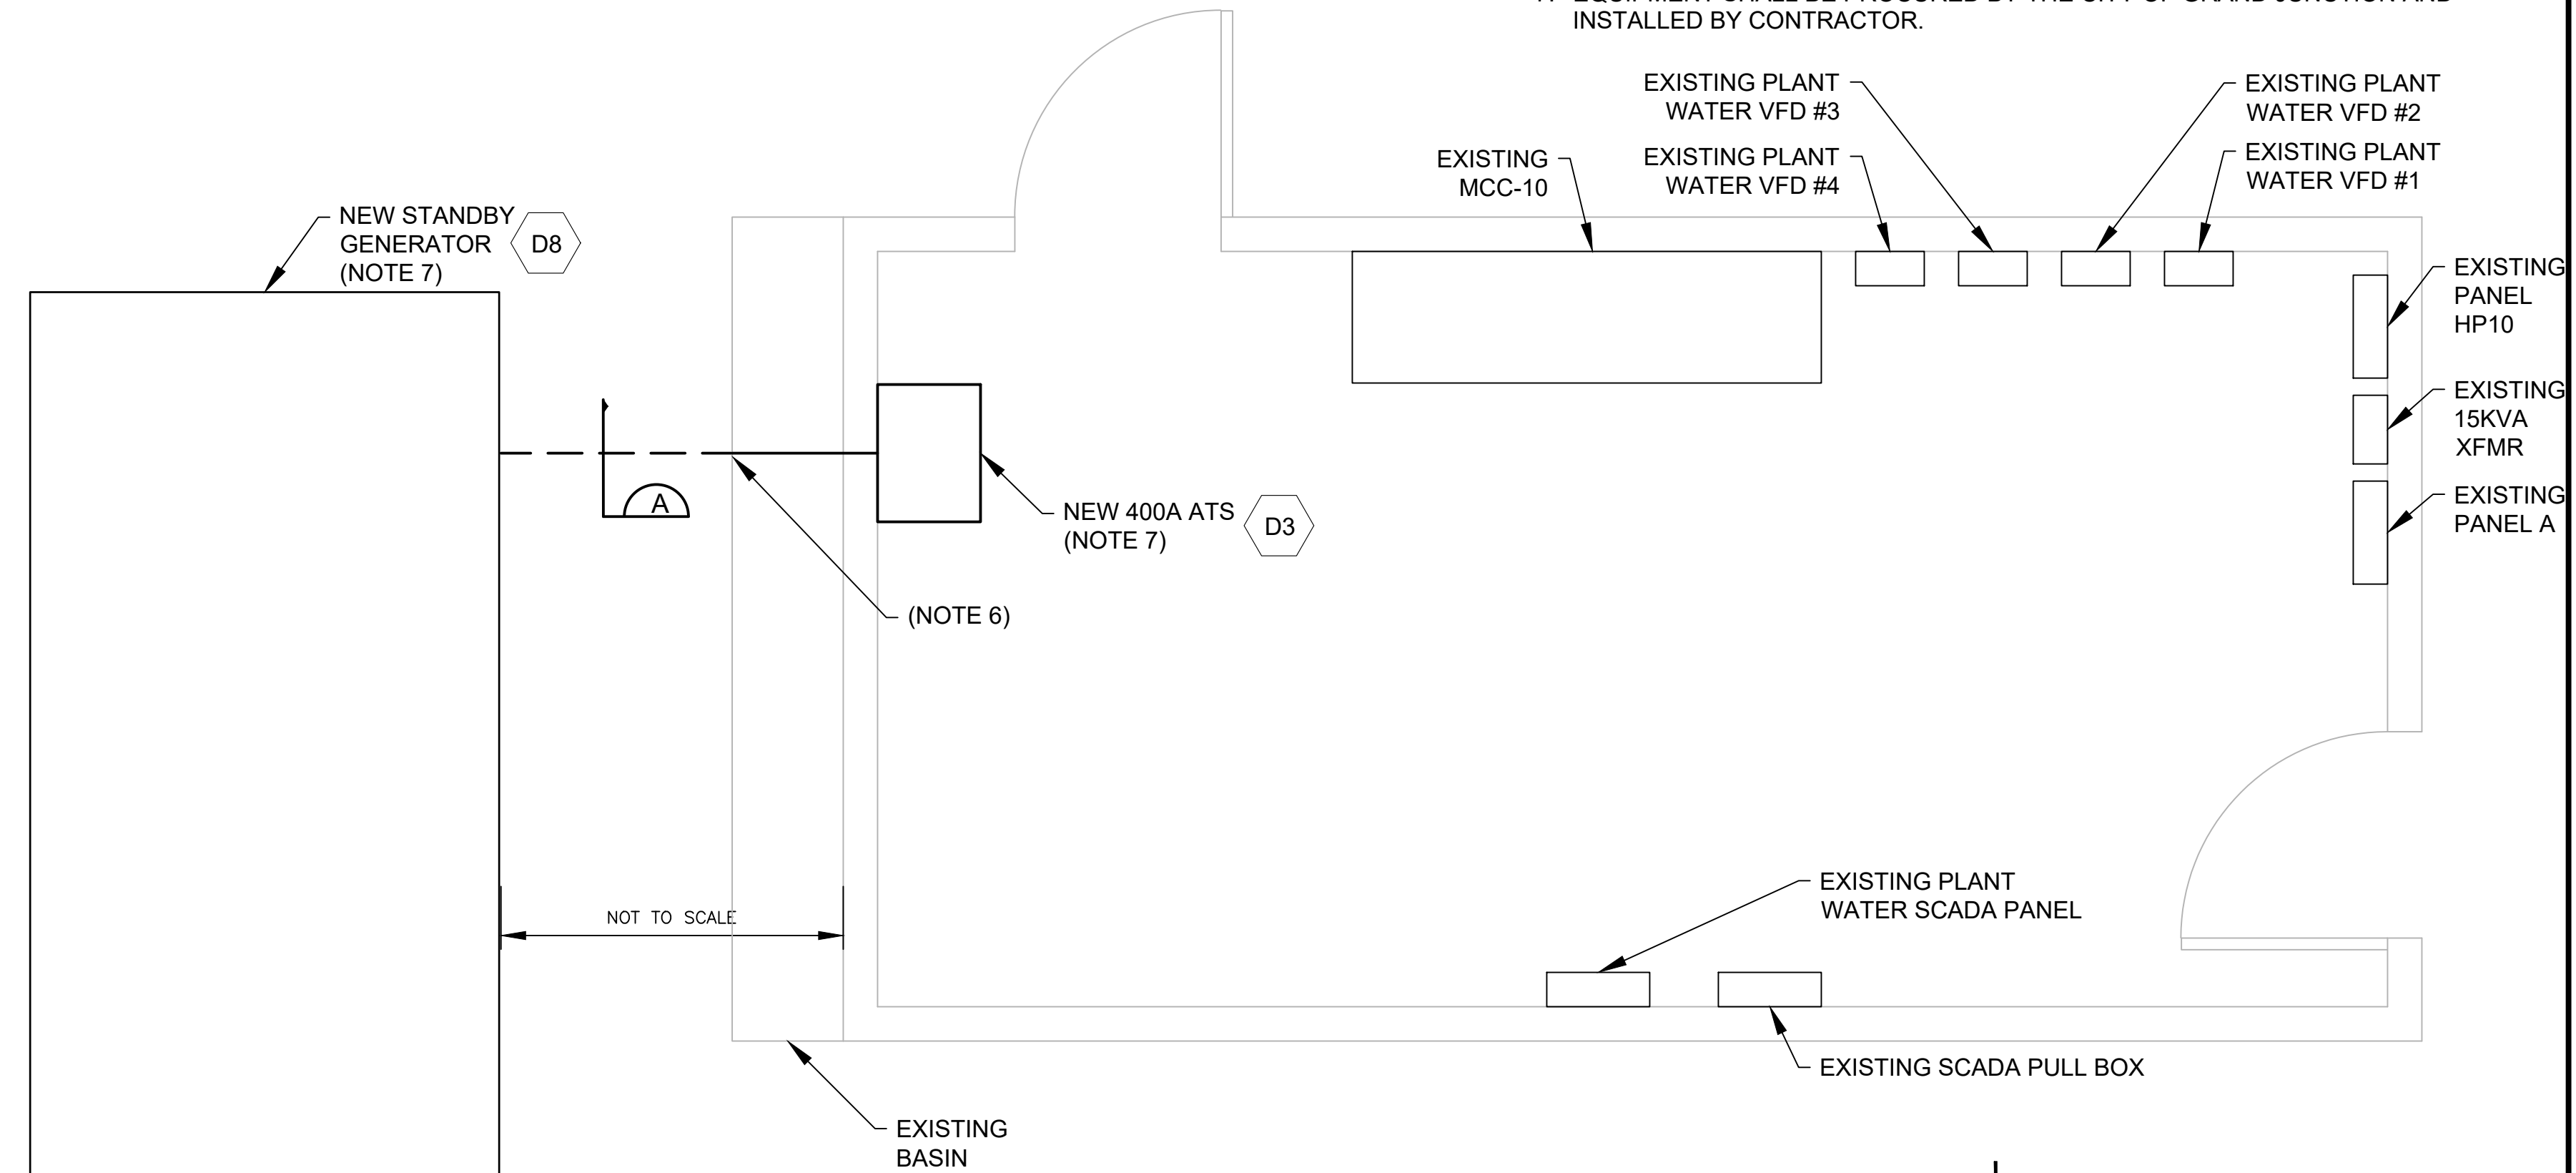 INSTALLED BY CONTRACTOR.
EXISTING PLANT
WATER VFD #3
EXISTING PLANT
WATER VFD #2
EXISTING
MCC-10
EXISTING PLANT
WATER VFD #4
EXISTING PLANT
WATER VFD #1
NEW STANDBY
GENERATOR
(NOTE 7)
D8
EXISTING
PANEL
HP10
EXISTING
15KVA
XFMR
A
NEW 400A ATS
(NOTE 7)
D3
EXISTING
PANEL A
(NOTE 6)
NOT TO SCALE
EXISTING PLANT
WATER SCADA PANEL
EXISTING SCADA PULL BOX
EXISTING
BASIN